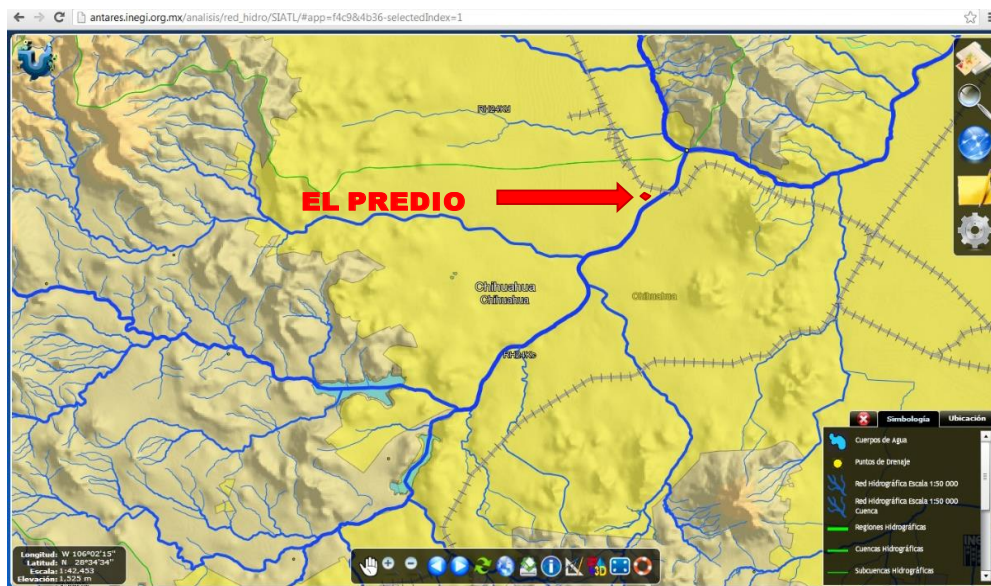 antares.inegi.org.mx/analisis/red_hidro/SIATL/#app=f4c9&4b36-selectedIndex=1
RH24Kd
EL PREDIO
Chihuahua
Chihuahua
Chihuahua
RH24Kc
Simbología
Ubicación
Cuerpos de Agua
Puntos de Drenaje
Red Hidrográfica Escala 1:50 000
Red Hidrográfica Escala 1:50 000
Cuenca
Regiones Hidrográficas
Cuencas Hidrográficas
Subcuencas Hidrográficas
Longitud: W 106°02'15"
Latitud: N 28°34'34"
Escala: 1:42,453
Elevación: 1,525 m